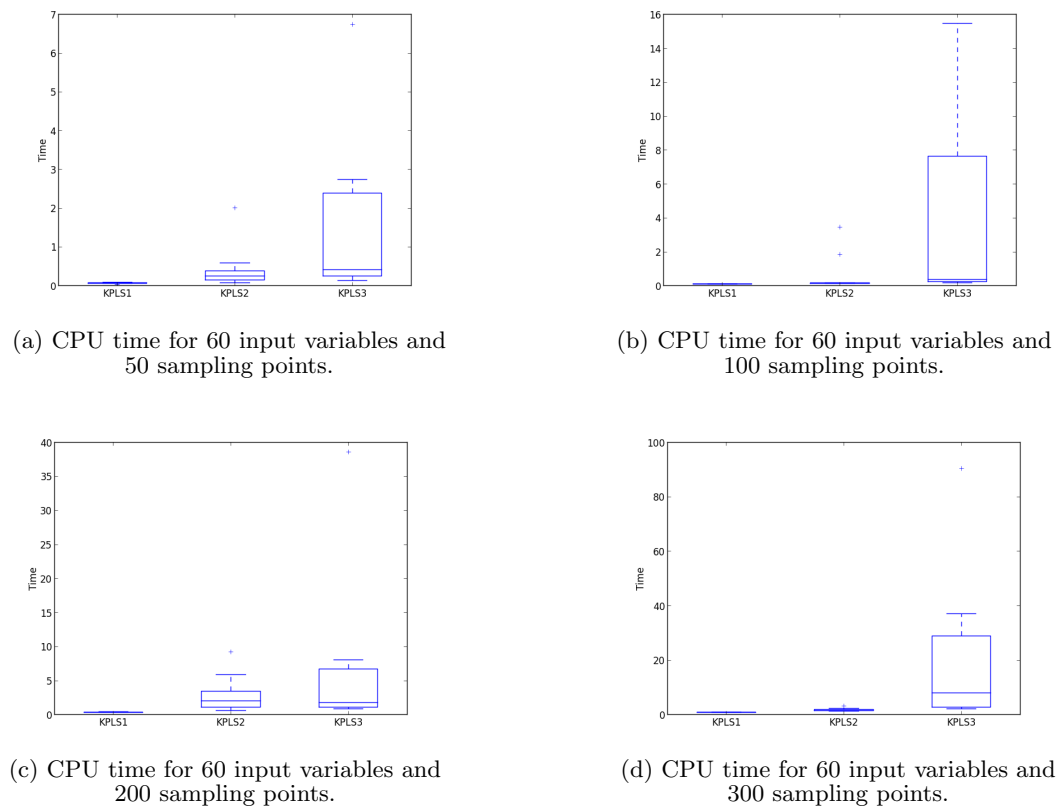 7
6
5
4
3
2
1
0
Time
KPLS1 KPLS2 KPLS3
(a) CPU time for 60 input variables and
50 sampling points.
16
14
12
10
8
6
4
2
0
Time
KPLS1 KPLS2 KPLS3
(b) CPU time for 60 input variables and
100 sampling points.
40
35
30
25
20
15
10
5
0
Time
KPLS1 KPLS2 KPLS3
(c) CPU time for 60 input variables and
200 sampling points.
100
80
60
40
20
0
Time
KPLS1 KPLS2 KPLS3
(d) CPU time for 60 input variables and
300 sampling points.